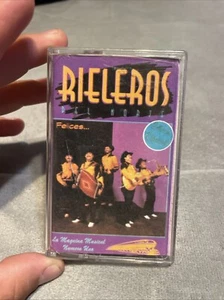 RIELEROS
DEL NORTE
Felices...
La Maquina Musical
Numero Uno